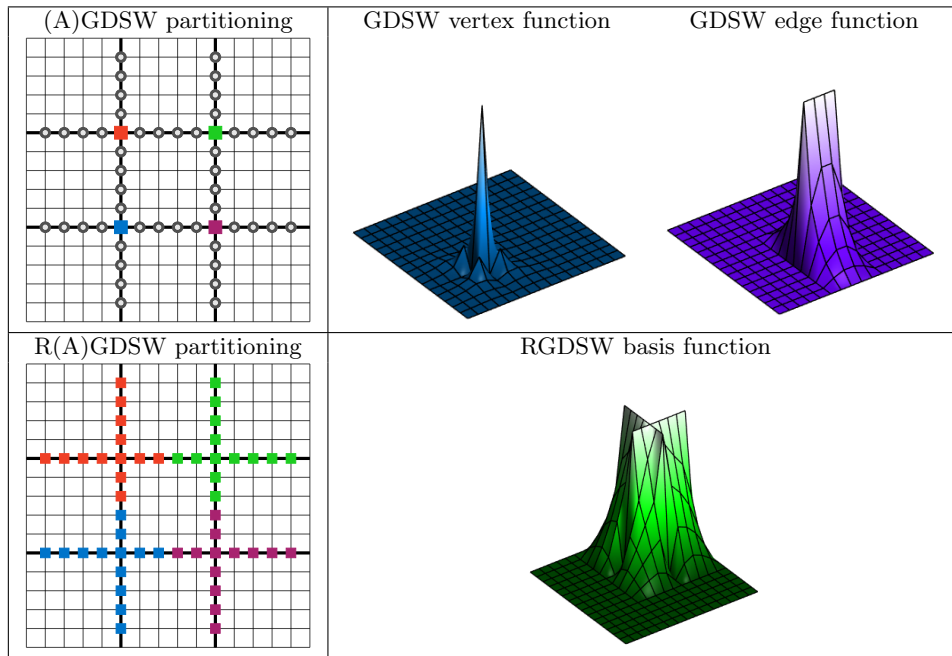 (A)GDSW partitioning
GDSW vertex function
GDSW edge function
R(A)GDSW partitioning
RGDSW basis function